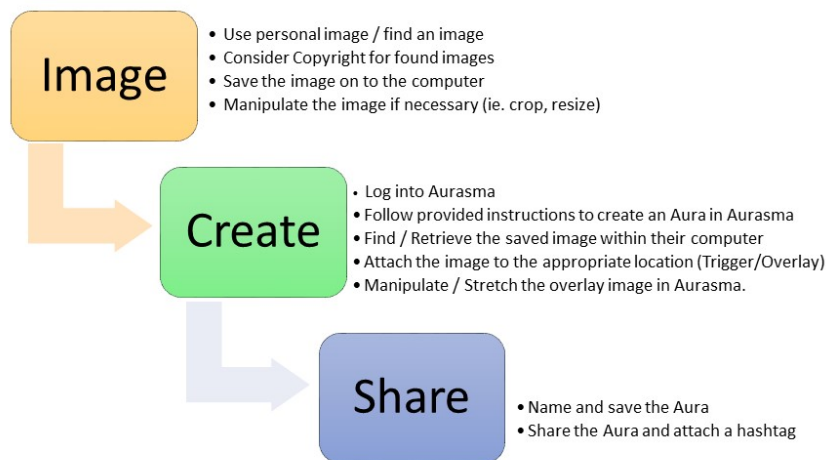 Image
• Use personal image / find an image
• Consider Copyright for found images
• Save the image on to the computer
• Manipulate the image if necessary (ie. crop, resize)
Create
• Log into Aurasma
• Follow provided instructions to create an Aura in Aurasma
• Find / Retrieve the saved image within their computer
• Attach the image to the appropriate location (Trigger/Overlay)
• Manipulate / Stretch the overlay image in Aurasma.
Share
• Name and save the Aura
• Share the Aura and attach a hashtag